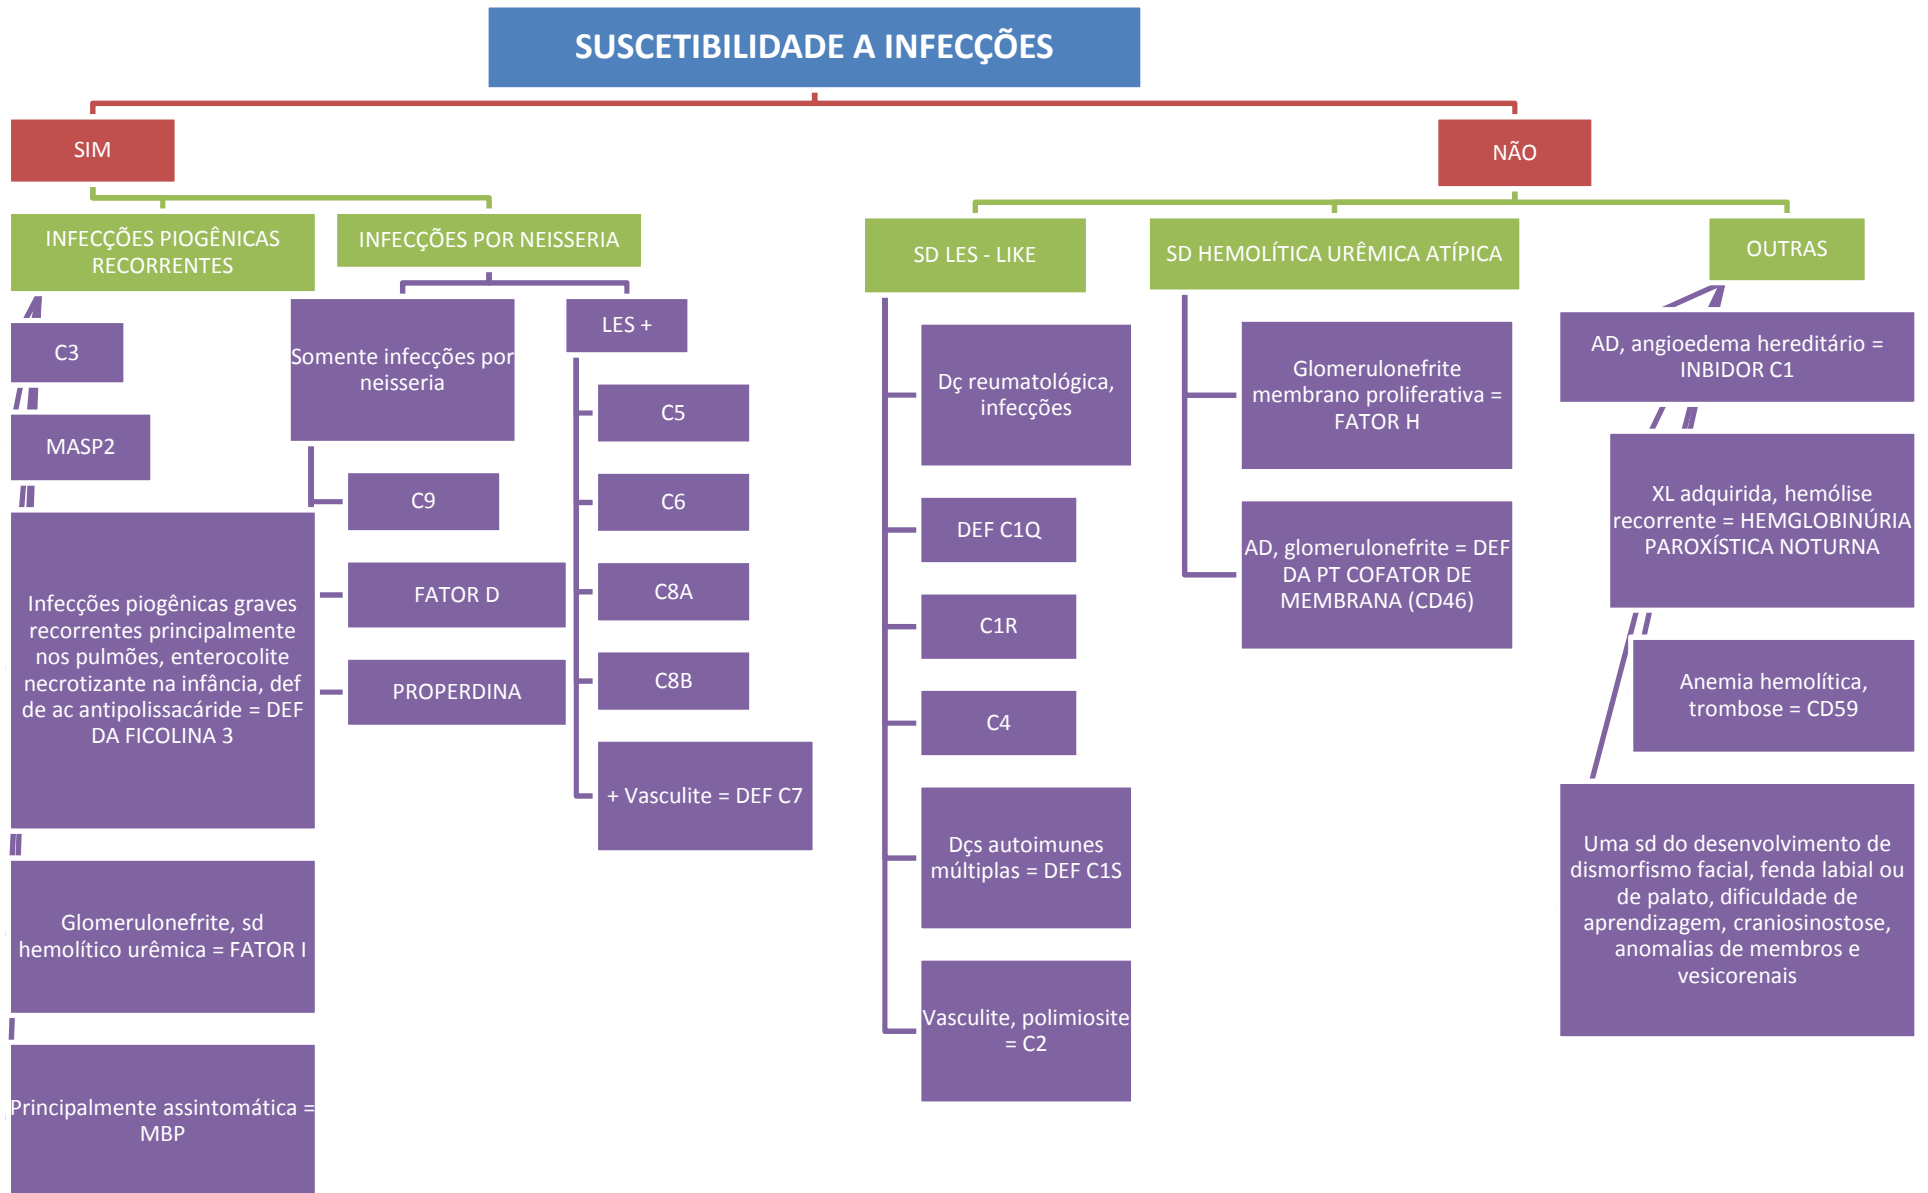 SUSCETIBILIDADE A INFECÇÕES
SIM
INFECÇÕES PIOGÊNICAS
RECORRENTES
C3
MASP2
Infecções piogênicas graves
recorrentes principalmente
nos pulmões, enterocolite
necrotizante na infância, def
de ac antipolissacáride = DEF
DA FICOLINA 3
Glomerulonefrite, sd
hemolítico urêmica = FATOR I
Principalmente assintomática =
MBP
INFECÇÕES POR NEISSERIA
Somente infecções por
neisseria
C9
FATOR D
PROPERDINA
LES +
C5
C6
C8A
C8B
+ Vasculite = DEF C7
NÃO
SD LES - LIKE
Dç reumatológica,
infecções
DEF C1Q
C1R
C4
Dçs autoimunes
múltiplas = DEF C1S
Vasculite, polimiosite
= C2
SD HEMOLÍTICA URÊMICA ATÍPICA
Glomerulonefrite
membrano proliferativa =
FATOR H
AD, glomerulonefrite = DEF
DA PT COFATOR DE
MEMBRANA (CD46)
OUTRAS
AD, angioedema hereditário =
INBIDOR C1
XL adquirida, hemólise
recorrente = HEMGLOBINÚRIA
PAROXÍSTICA NOTURNA
Anemia hemolítica,
trombose = CD59
Uma sd do desenvolvimento de
dismorfismo facial, fenda labial ou
de palato, dificuldade de
aprendizagem, craniosinostose,
anomalias de membros e
vesicorenais